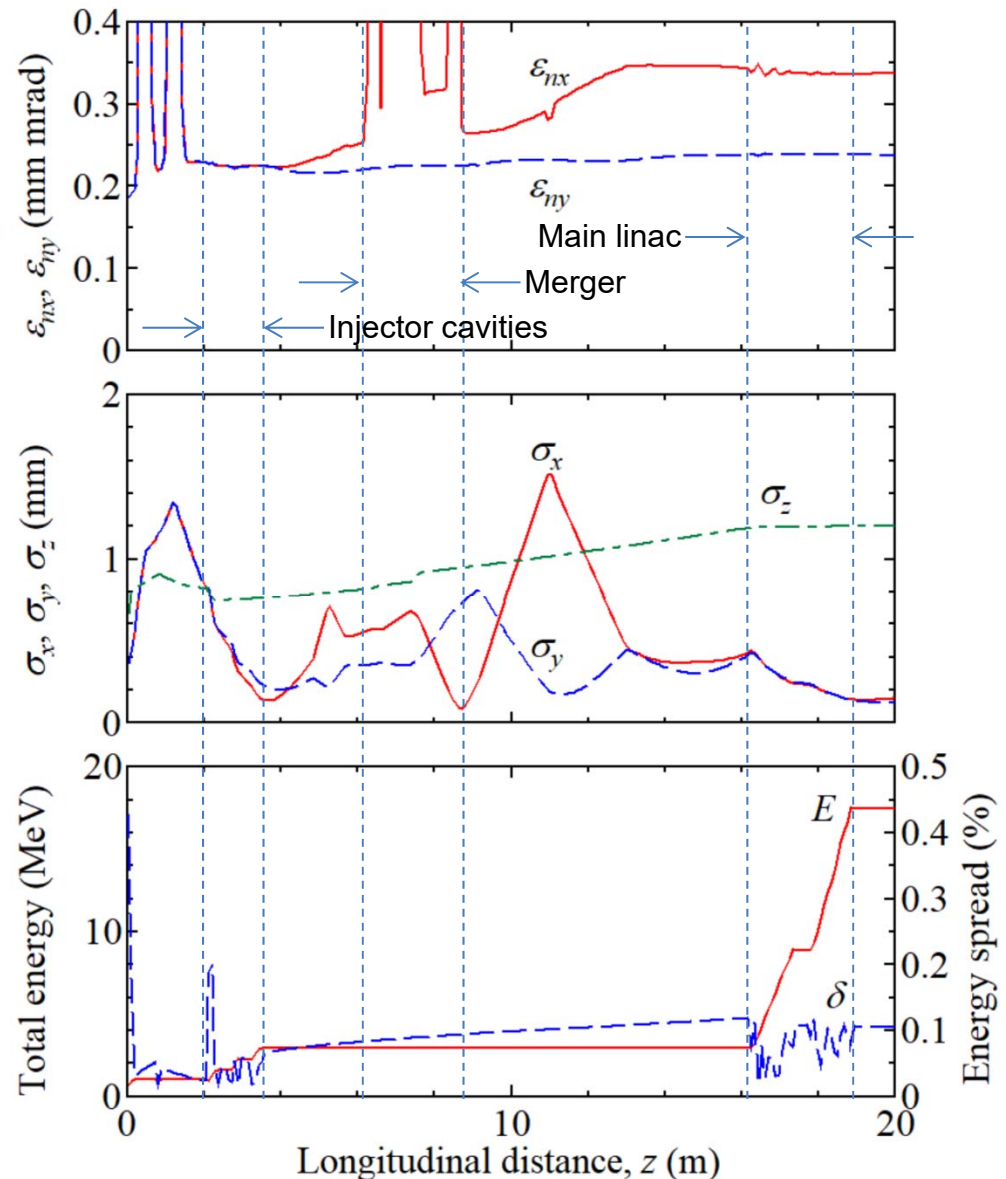 0.4
0.3
0.2
0.1
0
εnx, εny (mm mrad)
εnx
εny
Main linac
Merger
Injector cavities
2
1
0
σx, σy, σz (mm)
σx
σz
σy
20
10
0
Total energy (MeV)
E
δ
0.5
0.4
0.3
0.2
0.1
0
Energy spread (%)
0 10 20
Longitudinal distance, z (m)